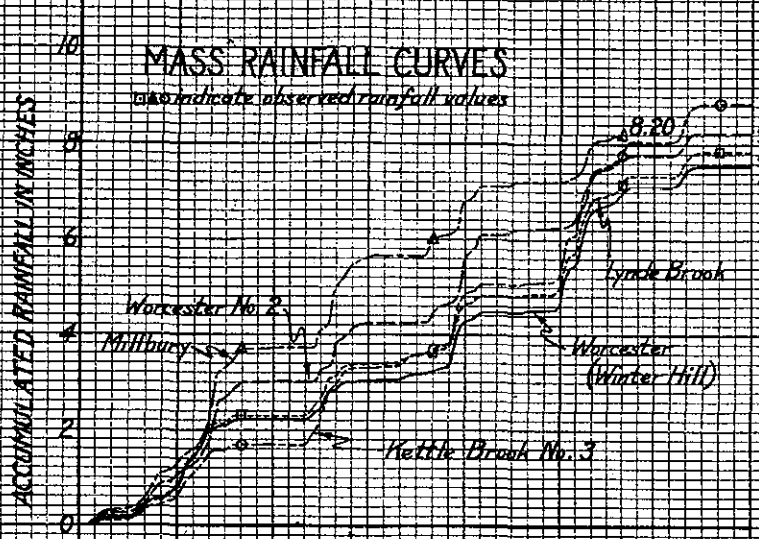 10
MASS RAINFALL CURVES
indicate observed rainfall values
ACCUMULATED RAINFALL IN INCHES
8.20
8
6
Lynde Brook
Worcester No. 2
4
Millbury
Worcester
(Winter Hill)
2
Kettle Brook No. 3
0